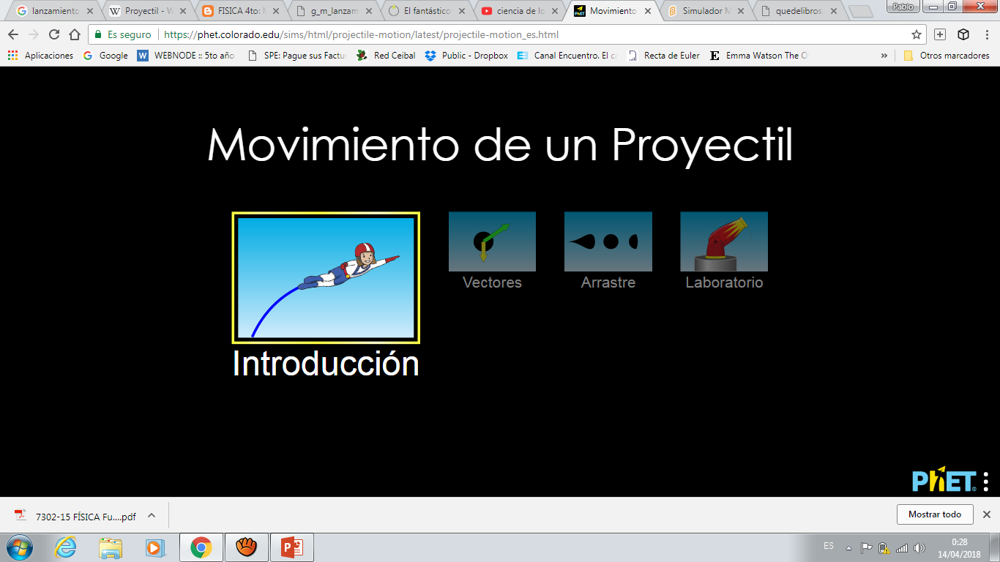 lanzamiento
Proyectil - W
FISICA 4to: M
g_m_lanzam
El fantástico
ciencia de lo
Movimiento
Simulador M
quedelibros.
Pablo
Es seguro
https://phet.colorado.edu/sims/html/projectile-motion/latest/projectile-motion_es.html
Aplicaciones
Google
WEBNODE :: 5to año
SPE: Pague sus Factu
Red Ceibal
Public - Dropbox
Canal Encuentro. El ca
Recta de Euler
Emma Watson The O
»
Otros marcadores
Movimiento de un Proyectil
Introducción
Vectores
Arrastre
Laboratorio
PhET
7302-15 FÍSICA Fu....pdf
Mostrar todo
ES
0:28
14/04/2018